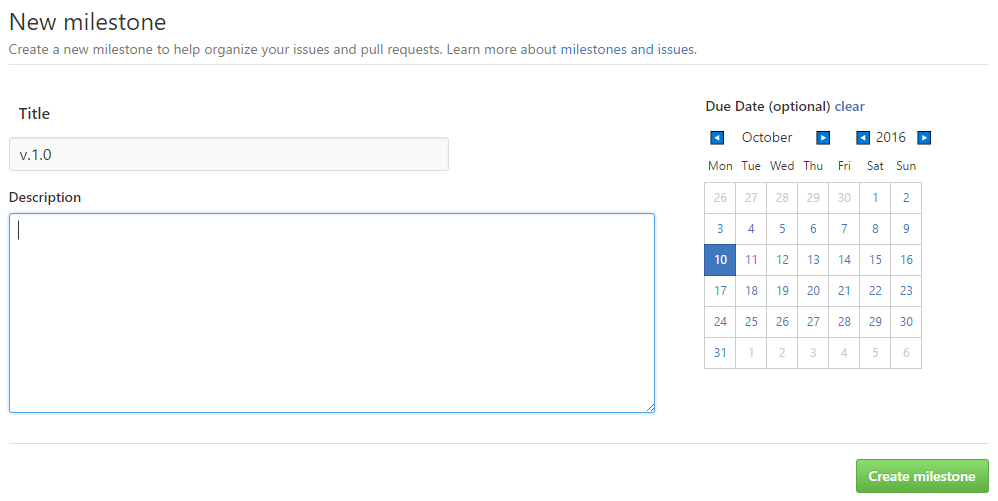 New milestone
Create a new milestone to help organize your issues and pull requests. Learn more about milestones and issues.
Title
v.1.0
Description
Due Date (optional) clear
October 2016
Mon Tue Wed Thu Fri Sat Sun
26 27 28 29 30 1 2
3 4 5 6 7 8 9
10 11 12 13 14 15 16
17 18 19 20 21 22 23
24 25 26 27 28 29 30
31 1 2 3 4 5 6
Create milestone